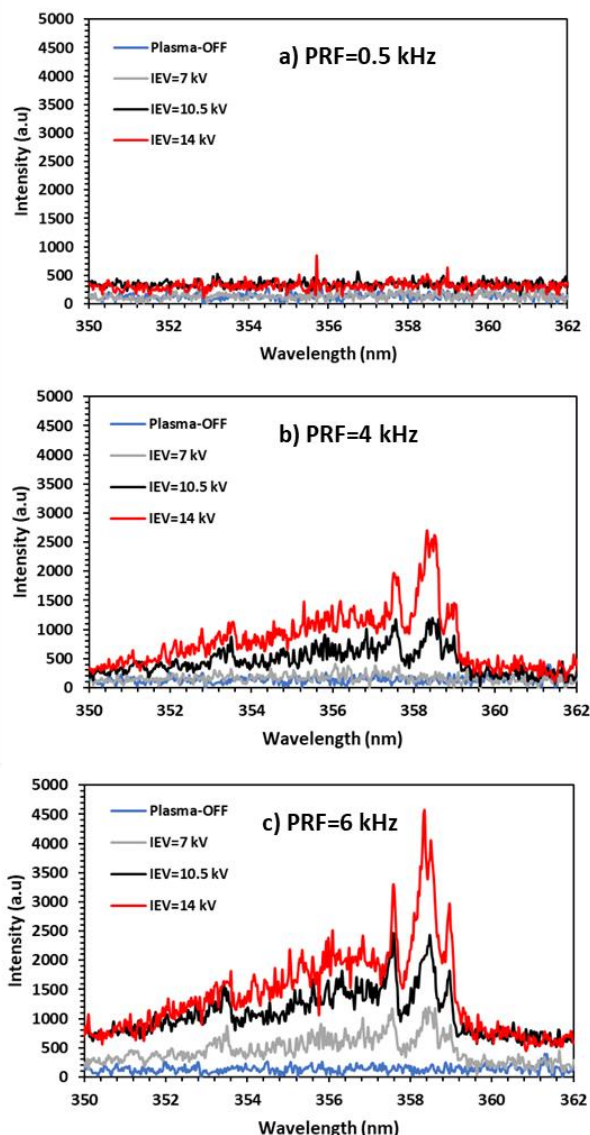 a) PRF=0.5 kHz
Plasma-OFF
IEV=7 kV
IEV=10.5 kV
IEV=14 kV
Intensity (a.u)
5000
4500
4000
3500
3000
2500
2000
1500
1000
500
0
350 352 354 356 358 360 362
Wavelength (nm)
b) PRF=4 kHz
Plasma-OFF
IEV=7 kV
IEV=10.5 kV
IEV=14 kV
Intensity (a.u)
5000
4500
4000
3500
3000
2500
2000
1500
1000
500
0
350 352 354 356 358 360 362
Wavelength (nm)
c) PRF=6 kHz
Plasma-OFF
IEV=7 kV
IEV=10.5 kV
IEV=14 kV
Intensity (a.u)
5000
4500
4000
3500
3000
2500
2000
1500
1000
500
0
350 352 354 356 358 360 362
Wavelength (nm)